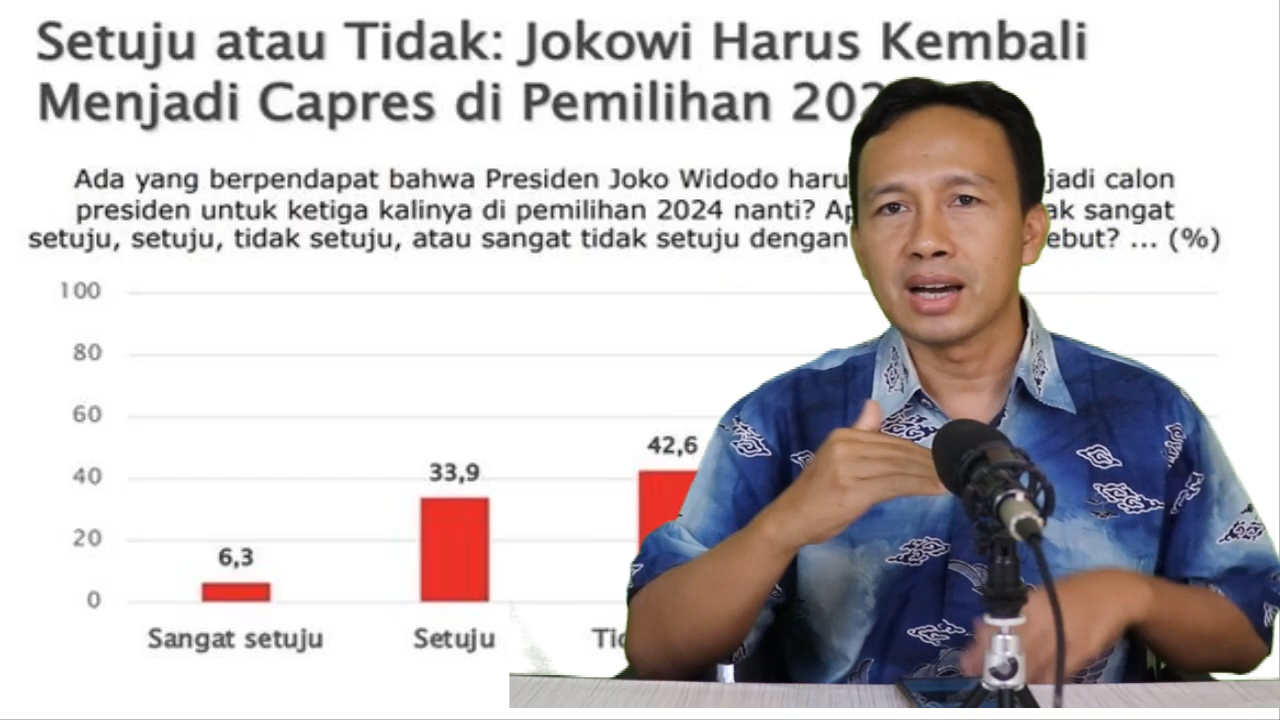 Setuju atau Tidak: Jokowi Harus Kembali
Menjadi Capres di Pemilihan
Ada yang berpendapat bahwa Presiden Joko Widodo calon
presiden untuk ketiga kalinya di pemilihan 2024 nanti? sangat
setuju, setuju, tidak setuju, atau sangat tidak setuju dengan ... (%)
100
80
60
40
20
0
6,3
33,9
42,6
Sangat setuju
Setuju